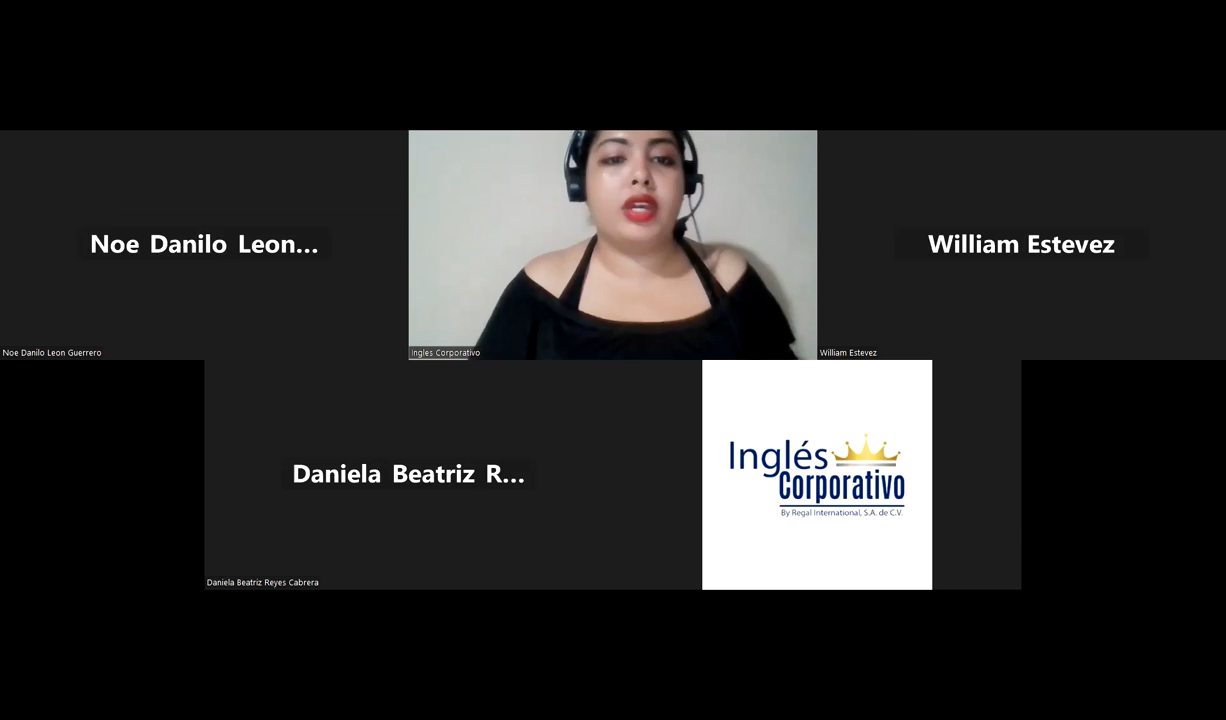 Noe Danilo Leon...
William Estevez
Noe Danilo Leon Guerrero
Ingles Corporativo
William Estevez
Daniela Beatriz R...
Inglés
Corporativo
By Regal International, S.A. de C.V.
Daniela Beatriz Reyes Cabrera